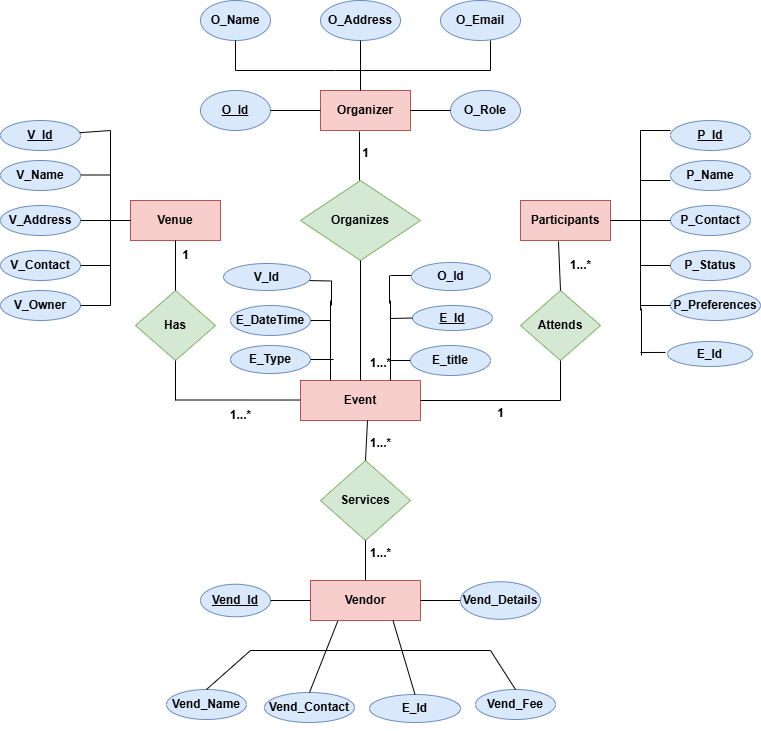 O_Name
O_Address
O_Email
O_Id
Organizer
O_Role
1
V_Id
V_Name
V_Address
V_Contact
V_Owner
Venue
1
Organizes
Participants
P_Id
P_Name
P_Contact
P_Status
P_Preferences
E_Id
1...*
Has
V_Id
E_DateTime
E_Type
O_Id
E_Id
E_title
Attends
1...*
1...*
Event
1
1...*
Services
1...*
Vend_Id
Vendor
Vend_Details
Vend_Name
Vend_Contact
E_Id
Vend_Fee